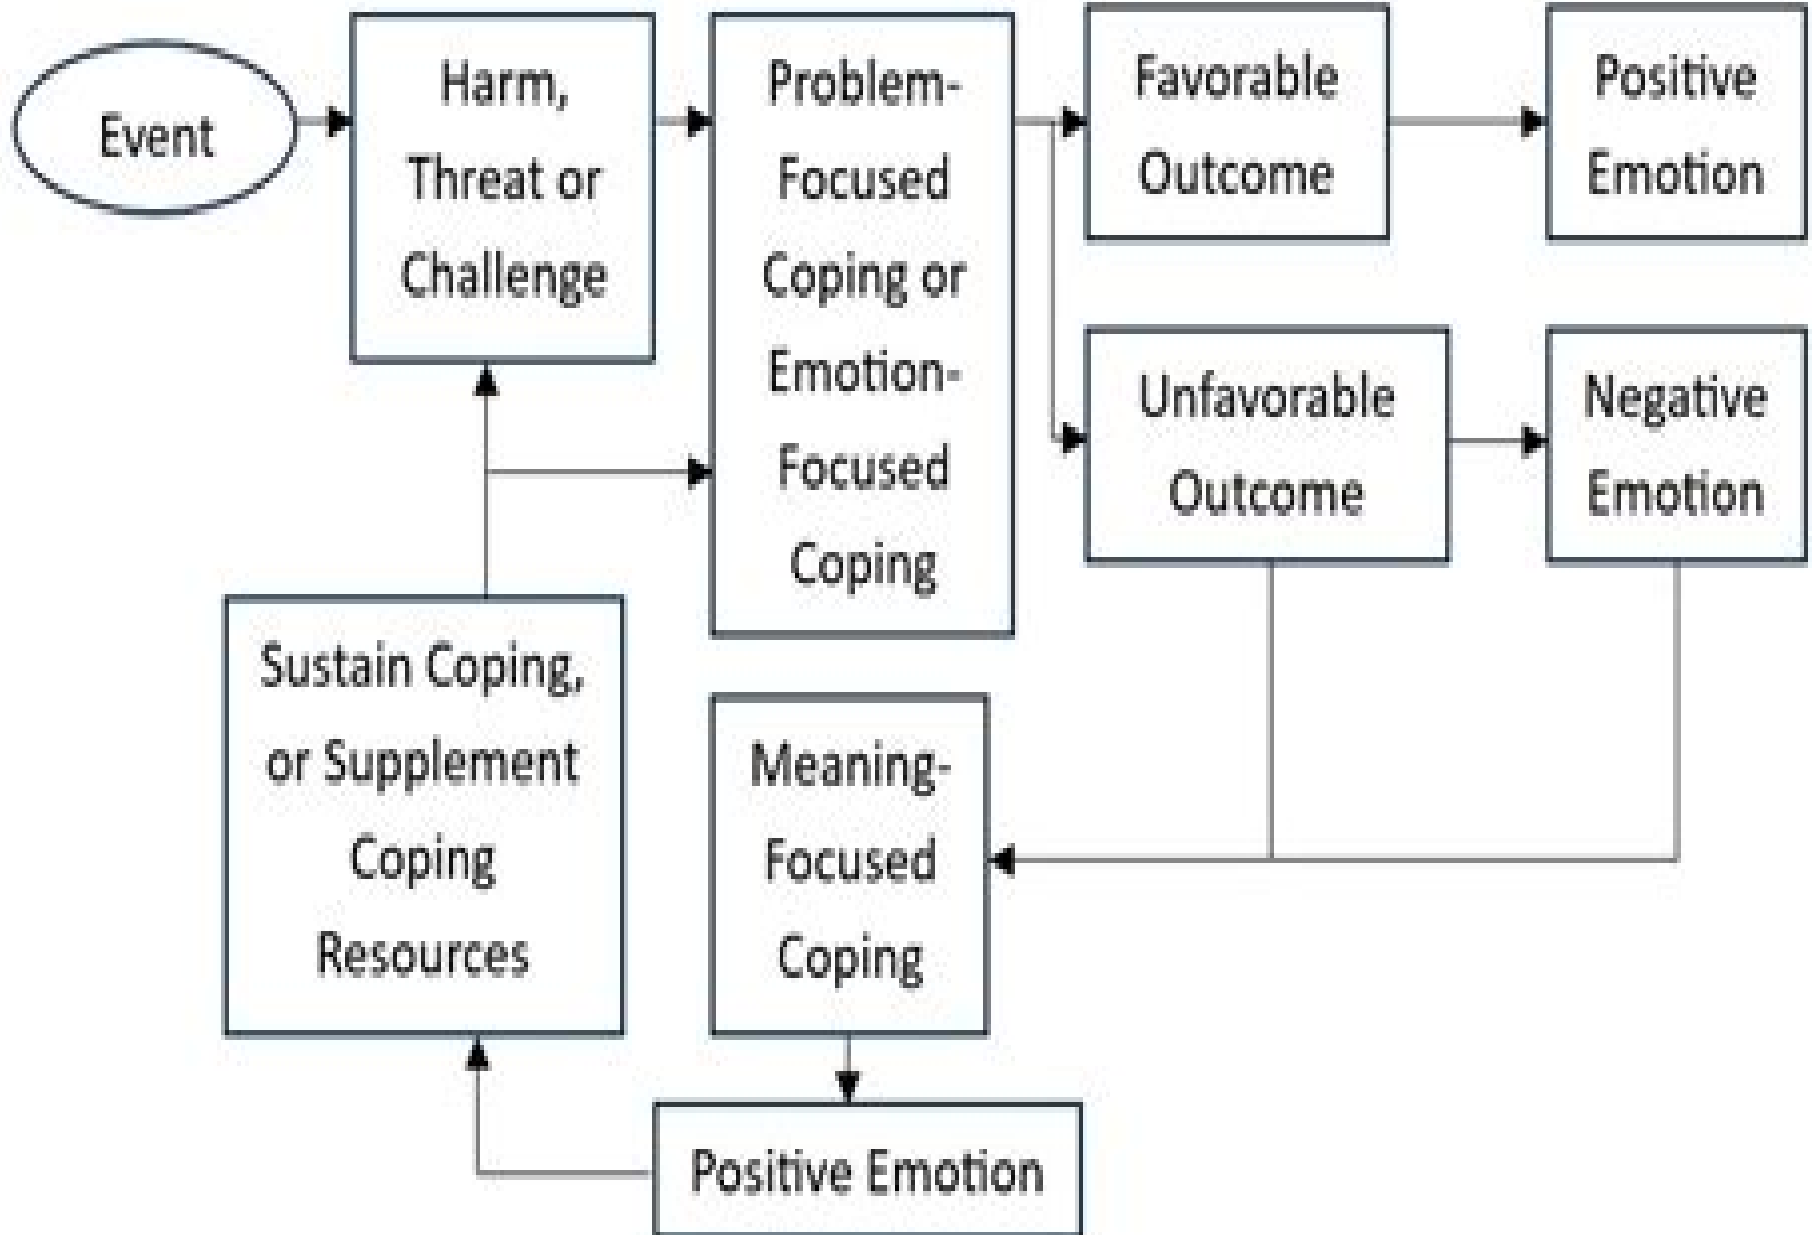 Event
Harm,
Threat or
Challenge
Problem-
Focused
Coping or
Emotion-
Focused
Coping
Favorable
Outcome
Positive
Emotion
Unfavorable
Outcome
Negative
Emotion
Sustain Coping,
or Supplement
Coping
Resources
Meaning-
Focused
Coping
Positive Emotion